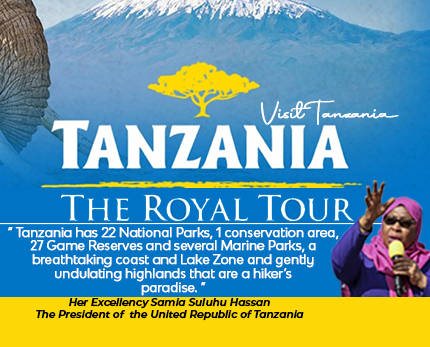 Visit Tanzania
TANZANIA
THE ROYAL TOUR
“ Tanzania has 22 National Parks, 1 conservation area,
27 Game Reserves and several Marine Parks, a
breathtaking coast and Lake Zone and gently
undulating highlands that are a hiker’s
paradise. ”
Her Excellency Samia Suluhu Hassan
The President of the United Republic of Tanzania